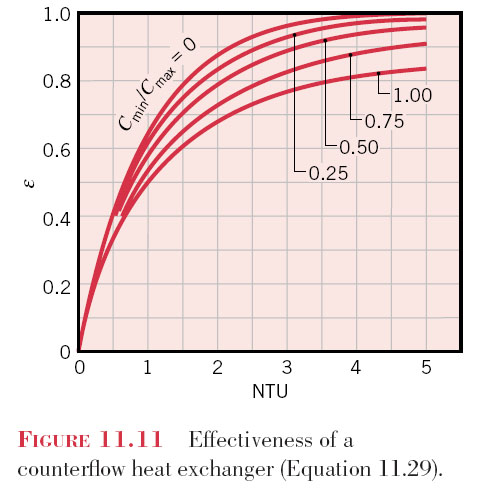 1.0
C_min/C_max = 0
0.8
1.00
0.75
0.6
0.50
0.25
ε
0.4
0.2
0
0 1 2 3 4 5
NTU
FIGURE 11.11 Effectiveness of a
counterflow heat exchanger (Equation 11.29).